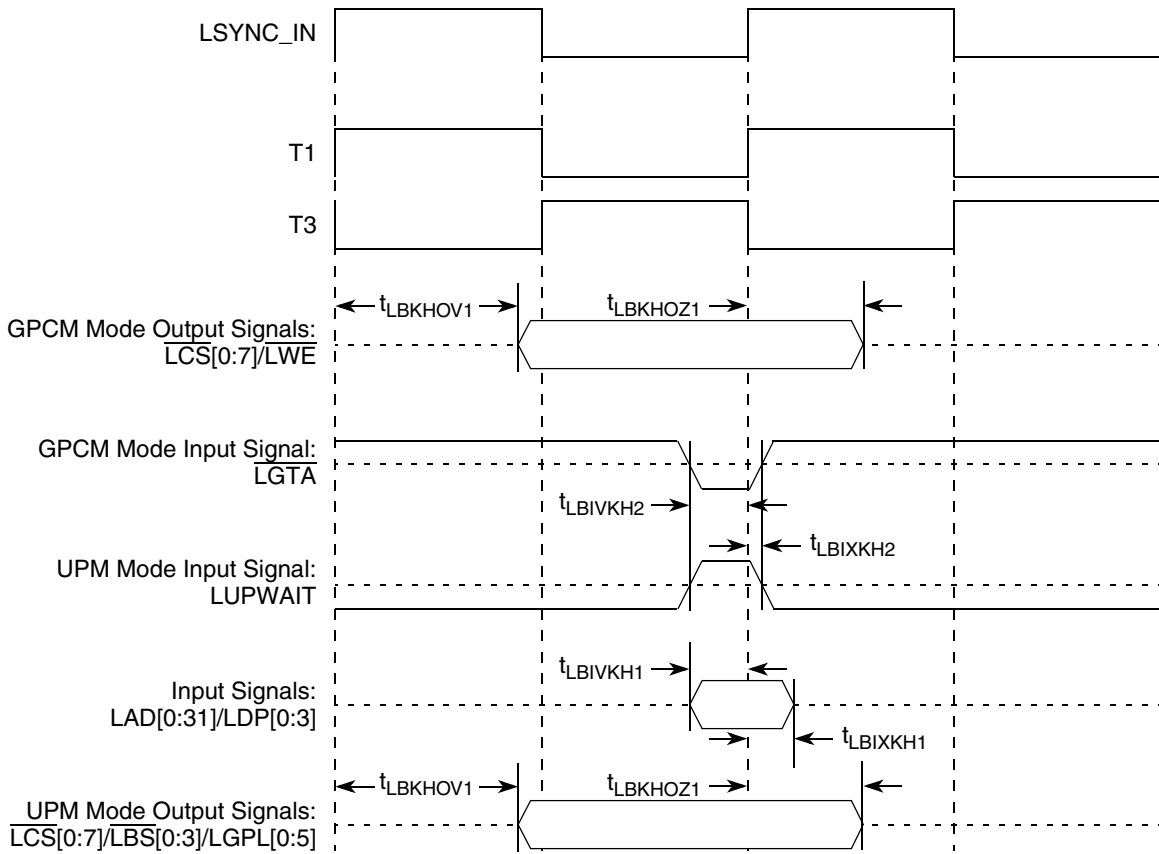 LSYNC_IN
T1
T3
tLBKHOV1
tLBKHOZ1
GPCM Mode Output Signals:
LCS[0:7]/LWE
GPCM Mode Input Signal:
LGTA
tLBIVKH2
tLBIXKH2
UPM Mode Input Signal:
LUPWAIT
tLBIVKH1
Input Signals:
LAD[0:31]/LDP[0:3]
tLBIXKH1
tLBKHOV1
tLBKHOZ1
UPM Mode Output Signals:
LCS[0:7]/LBS[0:3]/LGPL[0:5]